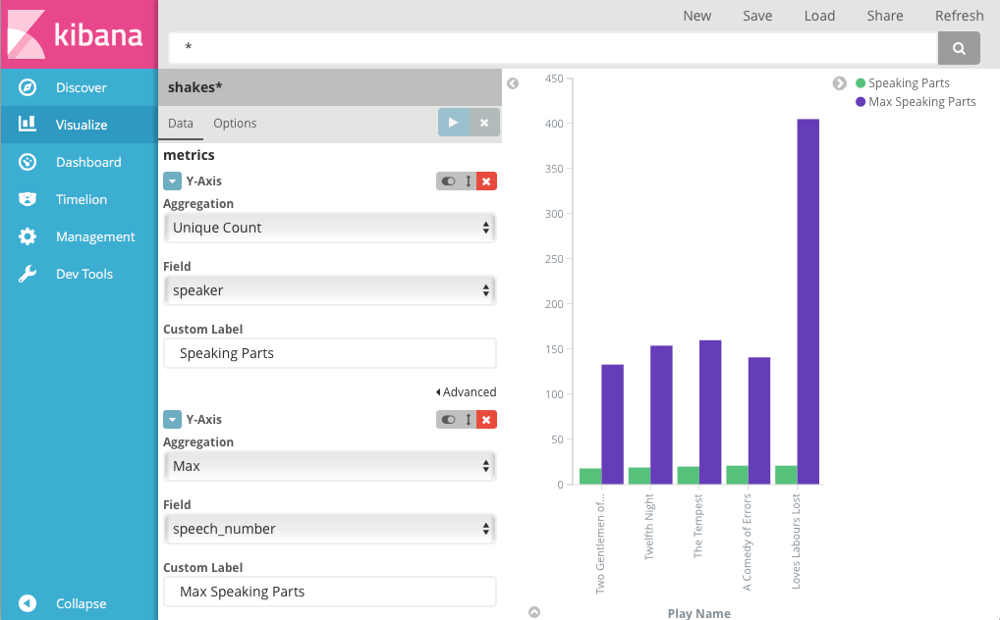 kibana
New Save Load Share Refresh
*
Discover
Visualize
Dashboard
Timelion
Management
Dev Tools
Collapse
shakes*
Data Options
metrics
Y-Axis
Aggregation
Unique Count
Field
speaker
Custom Label
Speaking Parts
Advanced
Y-Axis
Aggregation
Max
Field
speech_number
Custom Label
Max Speaking Parts
Speaking Parts
Max Speaking Parts
450
400
350
300
250
200
150
100
50
0
Two Gentlemen of...
Twelfth Night
The Tempest
A Comedy of Errors
Loves Labours Lost
Play Name